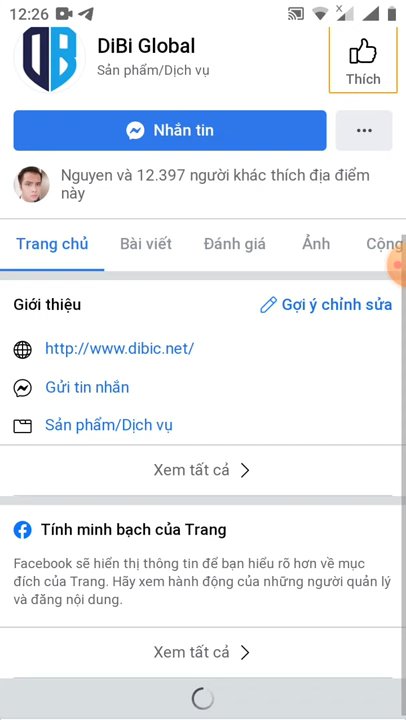 12:26
DiBi Global
Sản phẩm/Dịch vụ
Thích
Nhắn tin
Nguyen và 12.397 người khác thích địa điểm
này
Trang chủ
Bài viết
Đánh giá
Ảnh
Cộng
Giới thiệu
Gợi ý chỉnh sửa
http://www.dibic.net/
Gửi tin nhắn
Sản phẩm/Dịch vụ
Xem tất cả
Tính minh bạch của Trang
Facebook sẽ hiển thị thông tin để bạn hiểu rõ hơn về mục
đích của Trang. Hãy xem hành động của những người quản lý
và đăng nội dung.
Xem tất cả